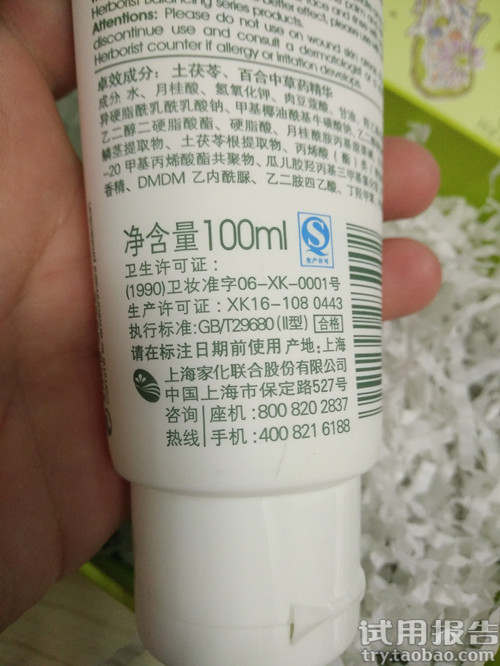 Herborist balancing series products.
Attentions: Please do not use on wound skin
discontinue use and consult a dermatologist or
Herborist counter if allergy or irritation develops.
卓效成分：土茯苓、百合中草药精华
成分：水、月桂酸、氢氧化钾、肉豆蔻酸、甘油、
异硬脂酰乳酰乳酸钠、甲基椰油酰基牛磺酸钠、
乙二醇二硬脂酸酯、硬脂酸、月桂酰胺丙基
鳞茎提取物、土茯苓根提取物、丙烯酸（酯）类
-20 甲基丙烯酸酯共聚物、瓜儿胶羟丙基三甲基
香精、DMDM 乙内酰脲、乙二胺四乙酸、丁羟甲苯
净含量100ml
生产许可
卫生许可证：
(1990)卫妆准字06-XK-0001号
生产许可证：XK16-108 0443
执行标准:GB/T29680 (II型) 合格
请在标注日期前使用 产地:上海
上海家化联合股份有限公司
中国上海市保定路527号
咨询 座机:800 820 2837
热线 手机:400 821 6188
试用报告
try.taobao.com